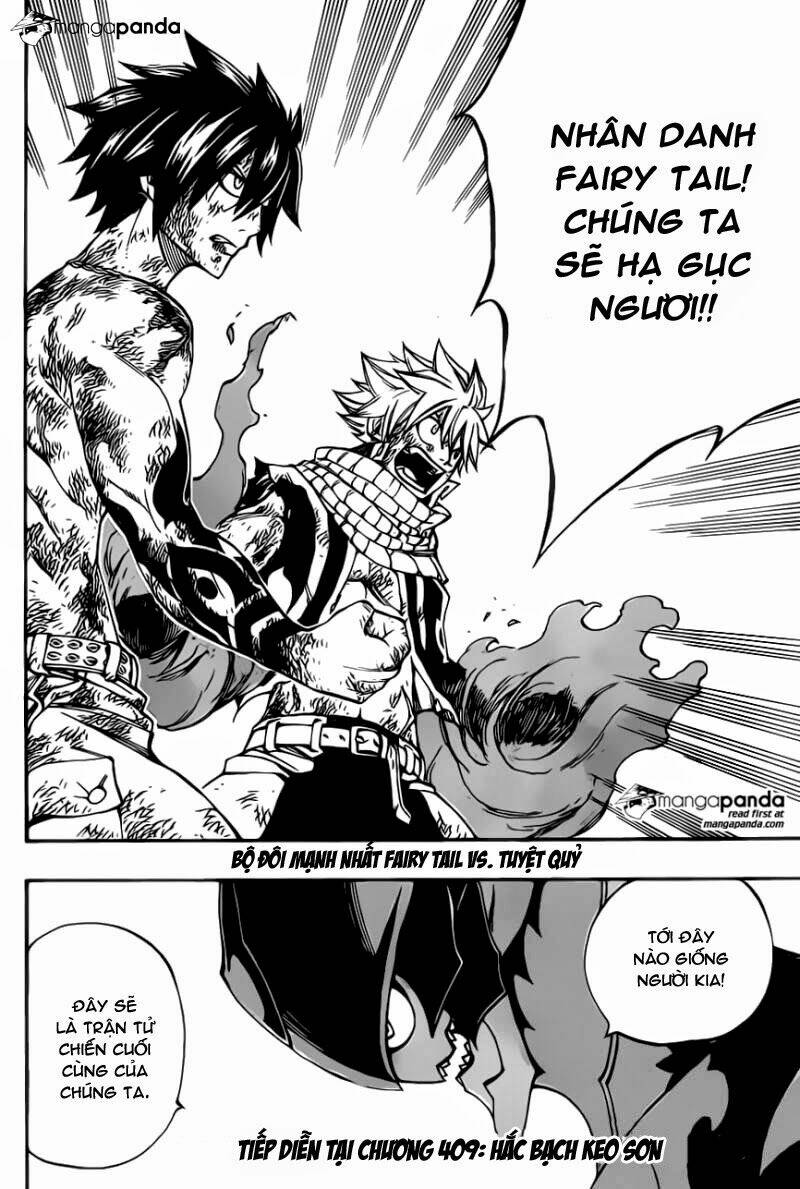 mangapanda
NHÂN DANH
FAIRY TAIL!
CHÚNG TA
SẼ HẠ GỤC
NGƯƠI!!
mangapanda
read first at
mangapanda.com
BỘ ĐÔI MẠNH NHẤT FAIRY TAIL VS. TUYỆT QUỶ
TỚI ĐÂY
NÀO GIỐNG
NGƯỜI KIA!
ĐÂY SẼ
LÀ TRẬN TỬ
CHIẾN CUỐI
CÙNG CỦA
CHÚNG TA.
TIẾP DIỄN TẠI CHƯƠNG 409: HẮC BẠCH KEO SƠN